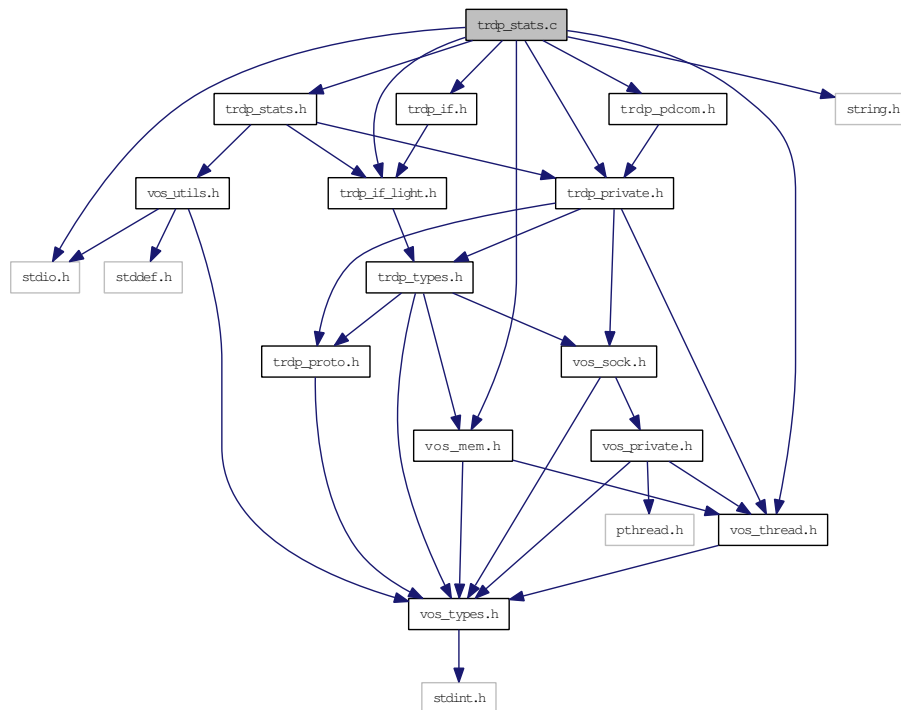 trdp_stats.c
trdp_stats.h
trdp_if.h
trdp_pdcom.h
string.h
vos_utils.h
trdp_if_light.h
trdp_private.h
stdio.h
stddef.h
trdp_types.h
trdp_proto.h
vos_sock.h
vos_mem.h
vos_private.h
pthread.h
vos_thread.h
vos_types.h
stdint.h